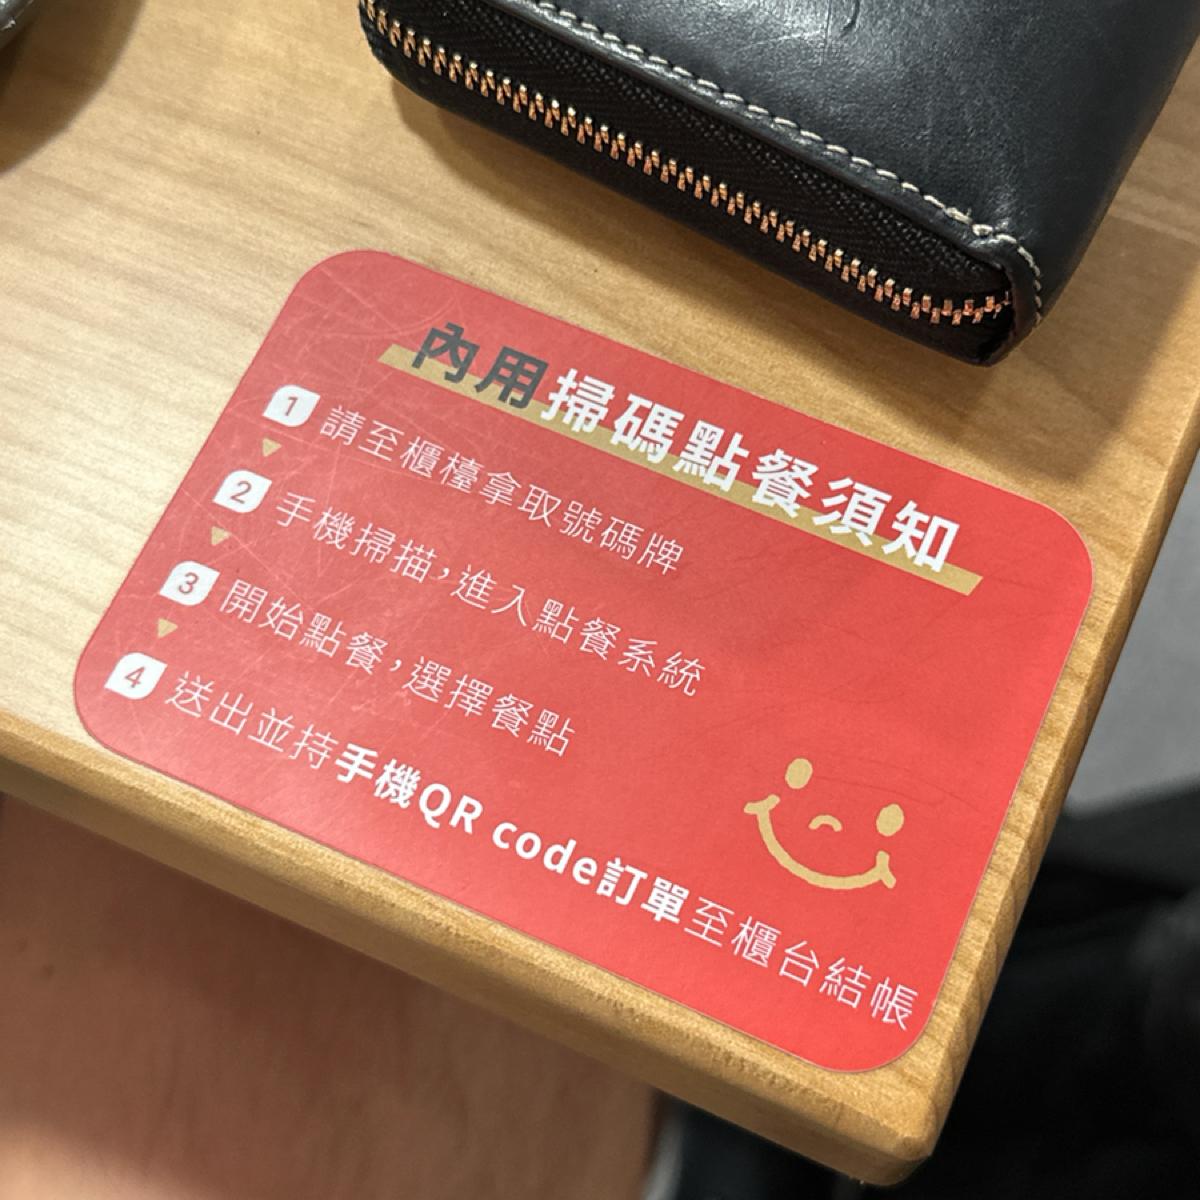 內用掃碼點餐須知
1 請至櫃檯拿取號碼牌
2 手機掃描,進入點餐系統
3 開始點餐,選擇餐點
4 送出並持手機QR code訂單至櫃台結帳